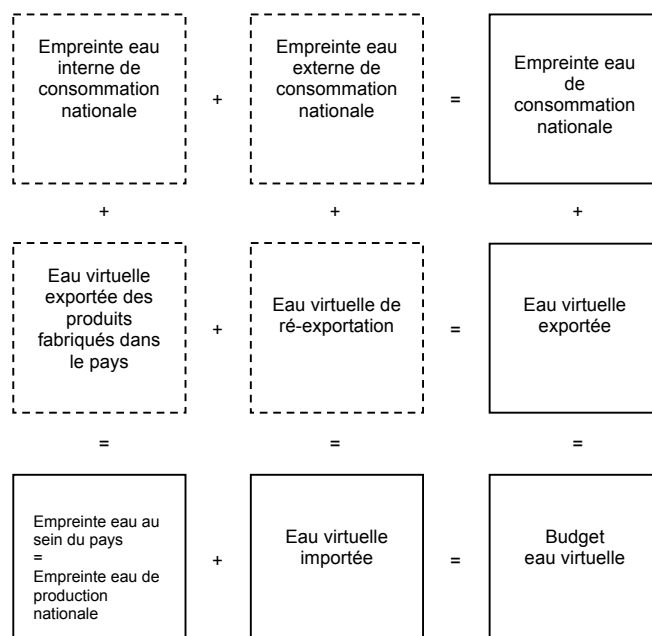 Empreinte eau
interne de
consommation
nationale
+
Empreinte eau
externe de
consommation
nationale
=
Empreinte eau
de
consommation
nationale
+
+
+
Eau virtuelle
exportée des
produits
fabriqués dans
le pays
+
Eau virtuelle de
ré-exportation
=
Eau virtuelle
exportée
=
=
=
Empreinte eau au
sein du pays
=
Empreinte eau de
production
nationale
+
Eau virtuelle
importée
=
Budget
eau virtuelle